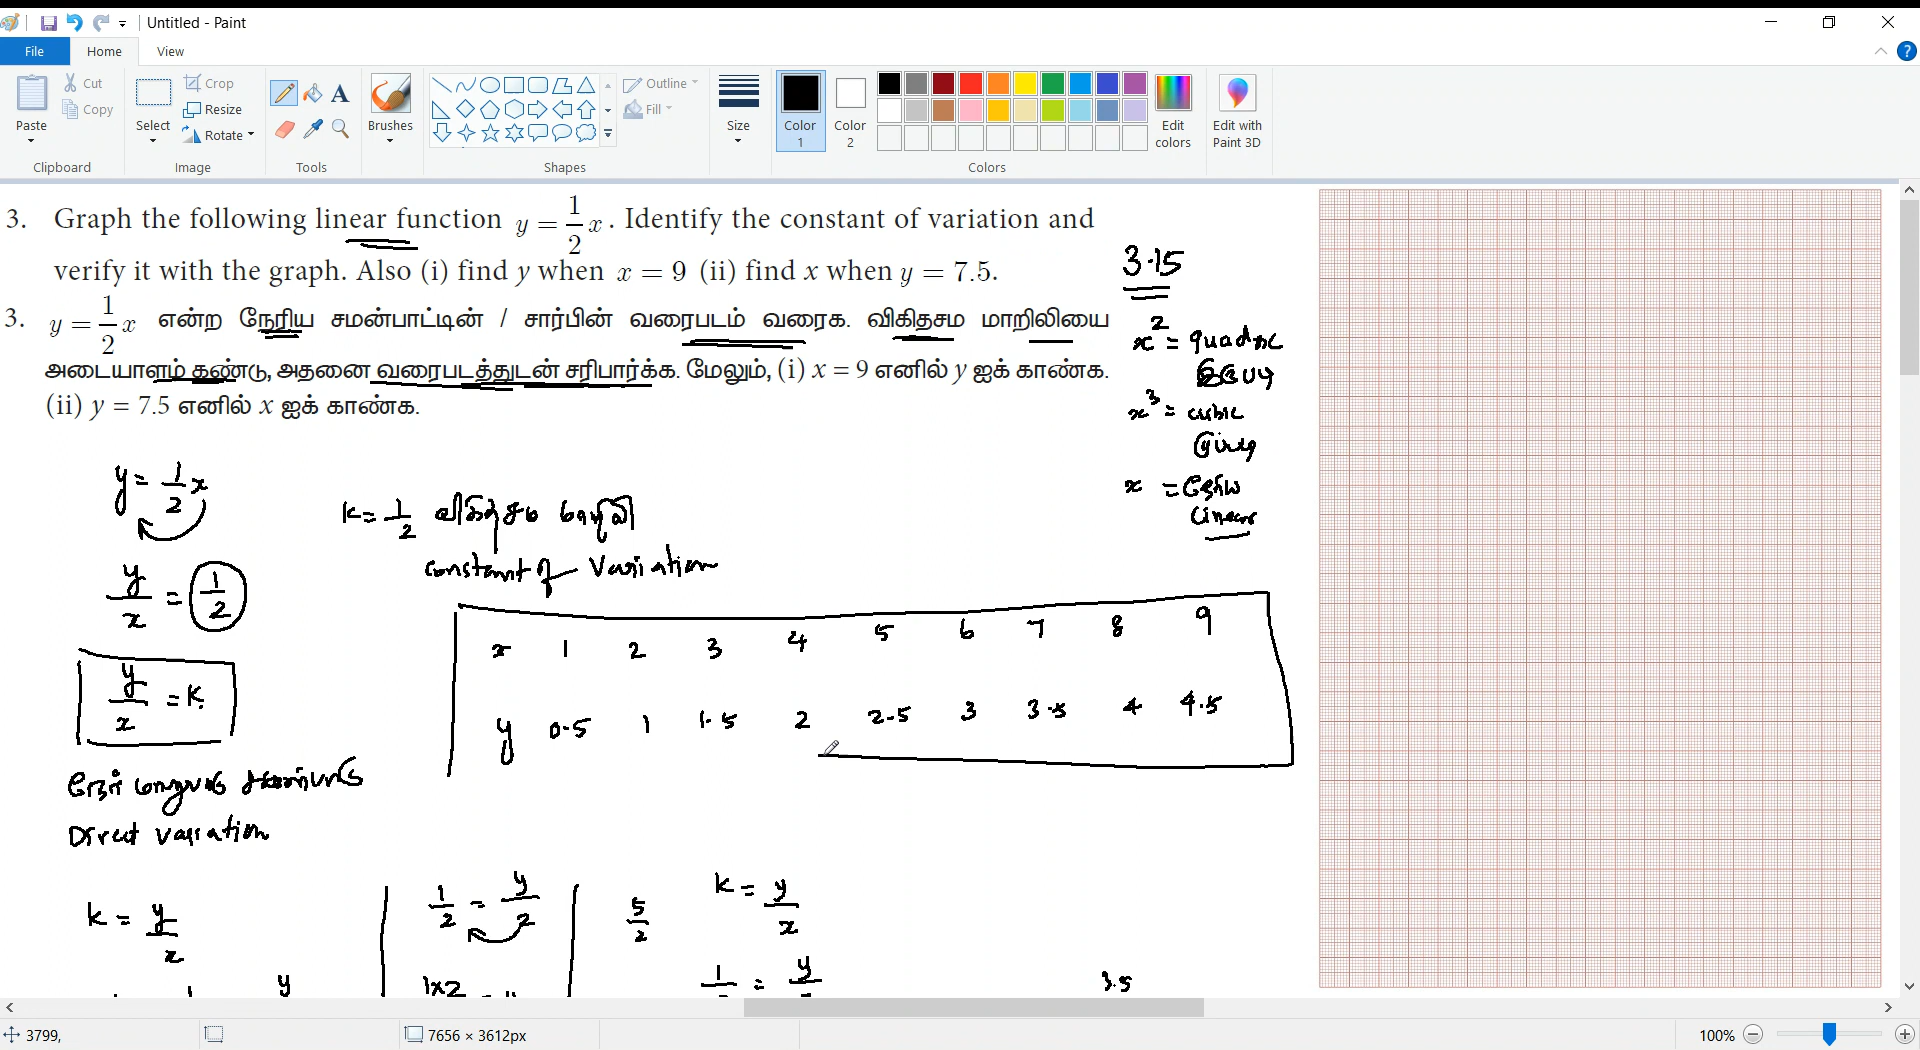 Untitled - Paint
File Home View
Paste
Cut
Copy
Clipboard
Select
Crop
Resize
Rotate
Image
Tools
Brushes
Outline
Fill
Shapes
Size
Color 1
Color 2
Edit colors
Edit with Paint 3D
Colors
3. Graph the following linear function y = 1/2 x. Identify the constant of variation and
verify it with the graph. Also (i) find y when x = 9 (ii) find x when y = 7.5.
3. y = 1/2 x என்ற நேரிய சமன்பாட்டின் / சார்பின் வரைபடம் வரைக. விகிதசம மாறிலியை
அடையாளம் கண்டு, அதனை வரைபடத்துடன் சரிபார்க்க. மேலும், (i) x = 9 எனில் y ஐக் காண்க.
(ii) y = 7.5 எனில் x ஐக் காண்க.
3.15
x² = quadric
x³ = cubic
x = நேரிய
Linear
y = 1/2 x
y/x = 1/2
y/x = K
K = 1/2 விகித சம
constant of Variation
x 1 2 3 4 5 6 7 8 9
y 0.5 1 1.5 2 2.5 3 3.5 4 4.5
நேர்
Direct variation
K = y/x
1/2 = y/2
5/2
K = y/x
1x2
y
3.5
3799,
7656 × 3612px
100%